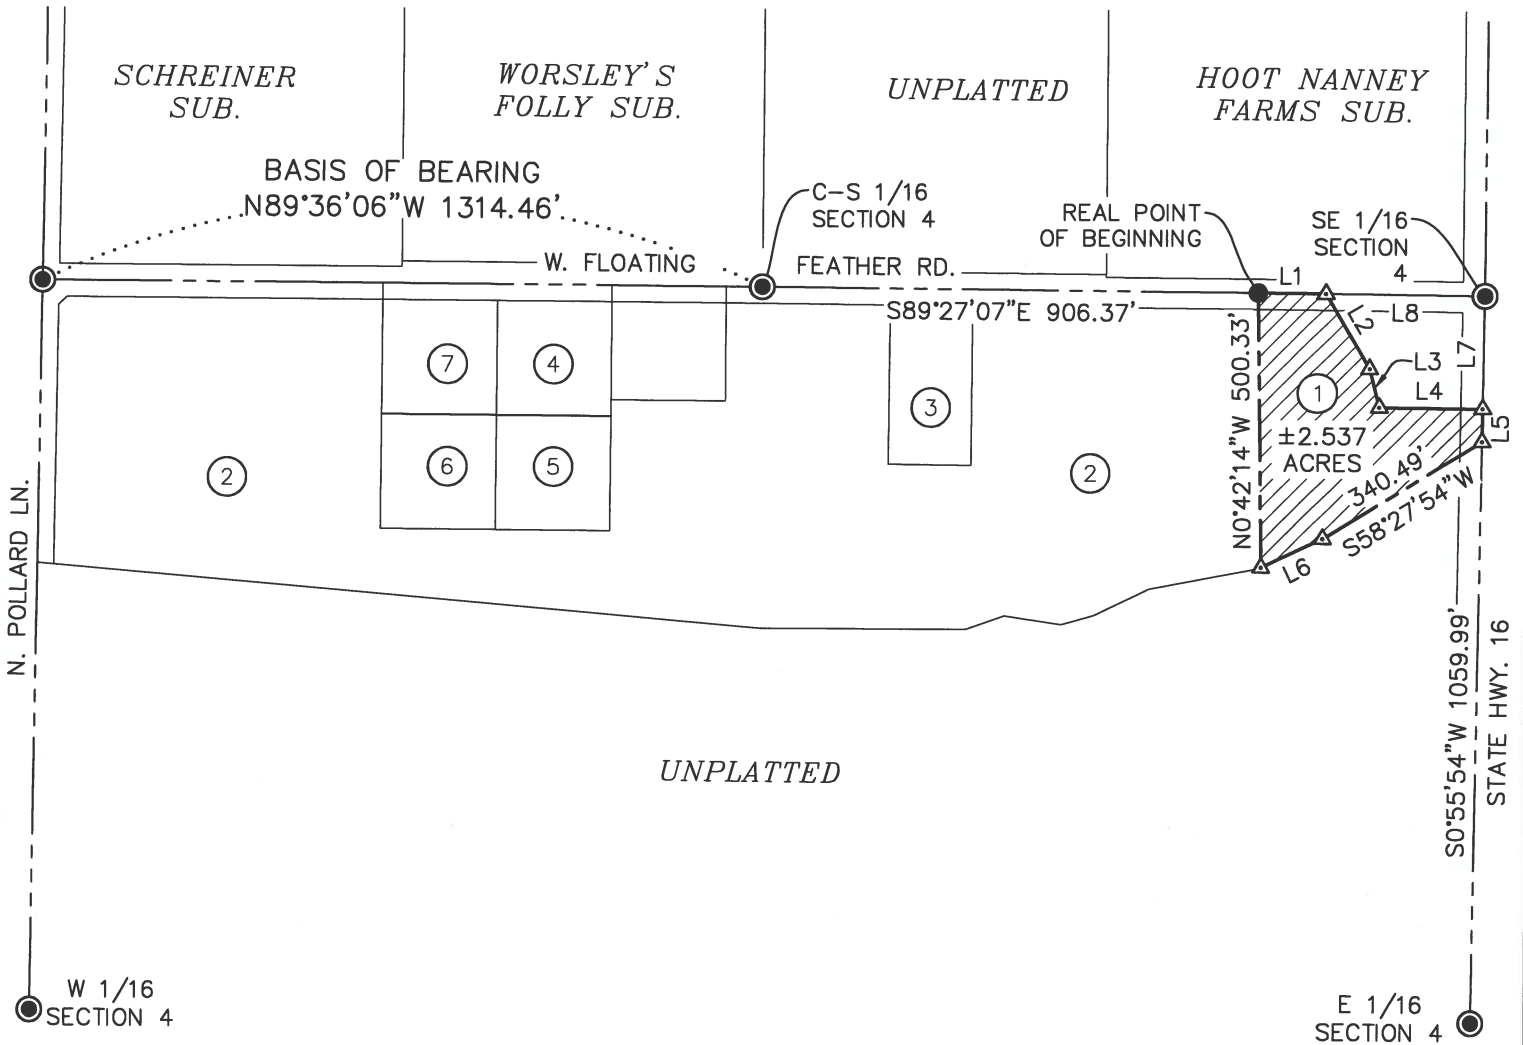 SCHREINER
SUB.
WORSLEY'S
FOLLY SUB.
UNPLATTED
HOOT NANNEY
FARMS SUB.
BASIS OF BEARING
N89°36'06"W 1314.46'
C-S 1/16
SECTION 4
REAL POINT
OF BEGINNING
SE 1/16
SECTION
4
W. FLOATING
FEATHER RD.
L1
S89°27'07"E 906.37'
L2
L8
L7
L3
L4
L5
7
4
3
1
±2.537
ACRES
N0°42'14"W 500.33'
2
6
5
2
340.49'
S58°27'54"W
L6
N. POLLARD LN.
S0°55'54"W 1059.99'
STATE HWY. 16
UNPLATTED
W 1/16
SECTION 4
E 1/16
SECTION 4